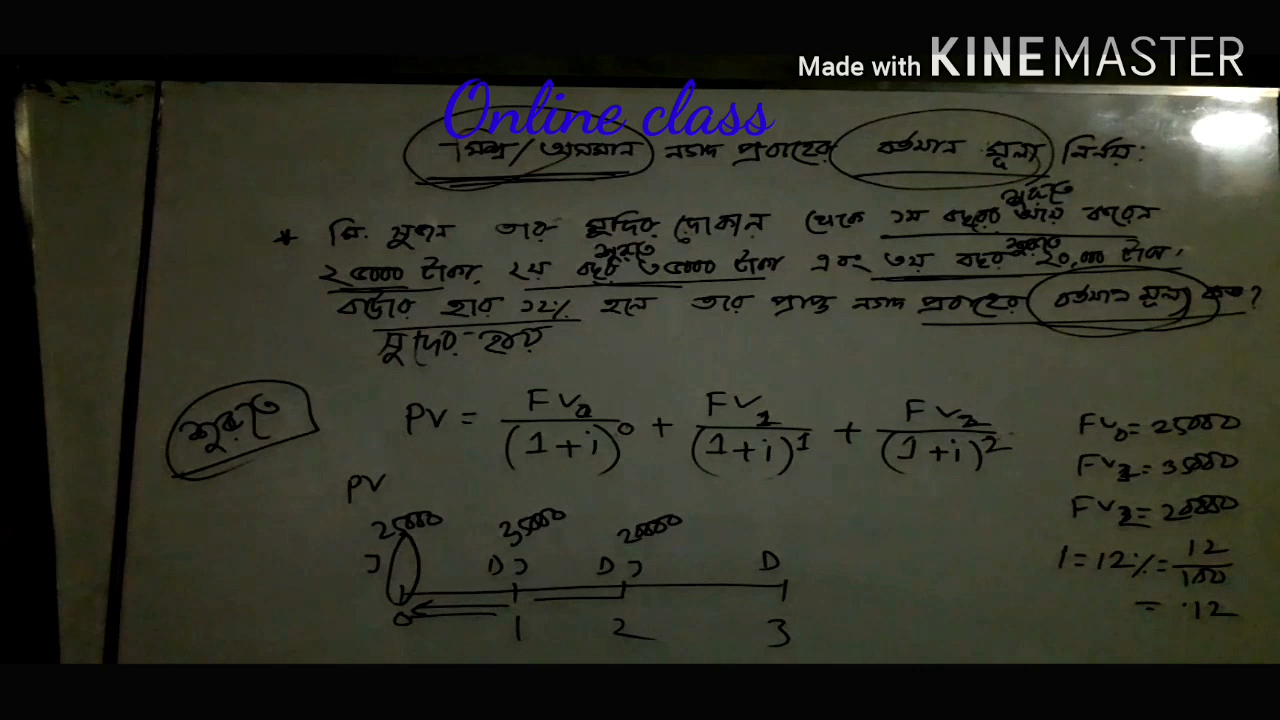 Made with KINEMASTER
Online class
মিশ্র/অসমান নগদ প্রবাহের বর্তমান মূল্য নির্নয়:
শুরুতে
* মি. সুমন তার মুদির দোকান থেকে ১ম বছরের আয় করেন
শুরুতে শুরুতে
২৫০০০ টাকা, ২য় বছর ৩৫০০০ টাকা এবং ৩য় বছর ২০,০০০ টাকা,
বাট্টার হার ১২% হলে তার প্রাপ্ত নগদ প্রবাহের বর্তমান মূল্য কত?
সুদের হার
শুরুতে
PV = FV₀/(1+i)⁰ + FV₁/(1+i)¹ + FV₂/(1+i)²
FV₀ = 25000
FV₁ = 35000
FV₂ = 20000
I = 12% = 12/100
= .12
PV
25000 35000 20000
J D J D J D
0 1 2 3